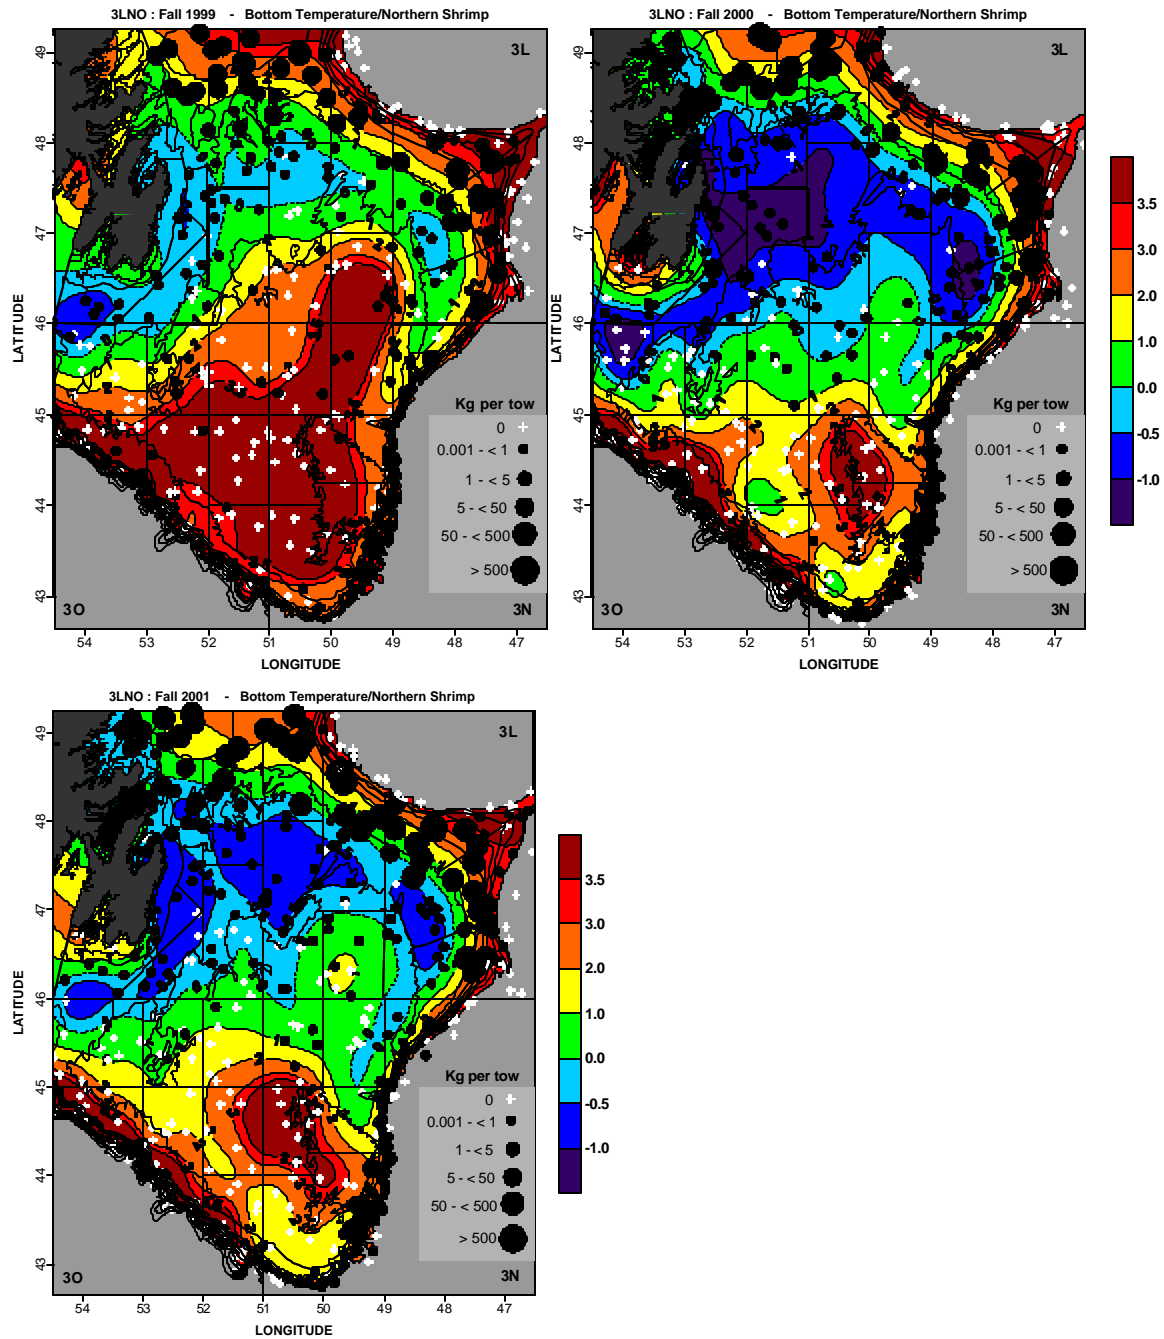 3LNO : Fall 1999 - Bottom Temperature/Northern Shrimp
3L
49
48
47
46
45
44
43
LATITUDE
Kg per tow
0
0.001 - < 1
1 - < 5
5 - < 50
50 - < 500
> 500
3O
3N
54 53 52 51 50 49 48 47
LONGITUDE
3LNO : Fall 2000 - Bottom Temperature/Northern Shrimp
3L
49
48
47
46
45
44
43
LATITUDE
Kg per tow
0
0.001 - < 1
1 - < 5
5 - < 50
50 - < 500
> 500
3O
3N
54 53 52 51 50 49 48 47
LONGITUDE
3.5
3.0
2.0
1.0
0.0
-0.5
-1.0
3LNO : Fall 2001 - Bottom Temperature/Northern Shrimp
3L
49
48
47
46
45
44
43
LATITUDE
Kg per tow
0
0.001 - < 1
1 - < 5
5 - < 50
50 - < 500
> 500
3O
3N
54 53 52 51 50 49 48 47
LONGITUDE
3.5
3.0
2.0
1.0
0.0
-0.5
-1.0